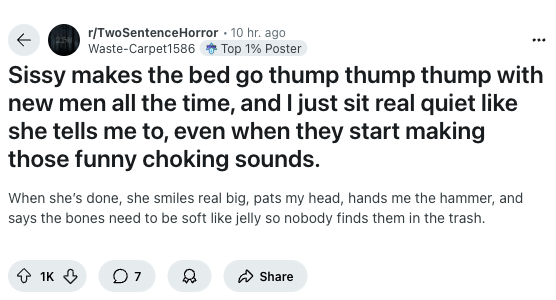 r/TwoSentenceHorror • 10 hr. ago
Waste-Carpet1586 Top 1% Poster
Sissy makes the bed go thump thump thump with
new men all the time, and I just sit real quiet like
she tells me to, even when they start making
those funny choking sounds.
When she’s done, she smiles real big, pats my head, hands me the hammer, and
says the bones need to be soft like jelly so nobody finds them in the trash.
1K 7 Share